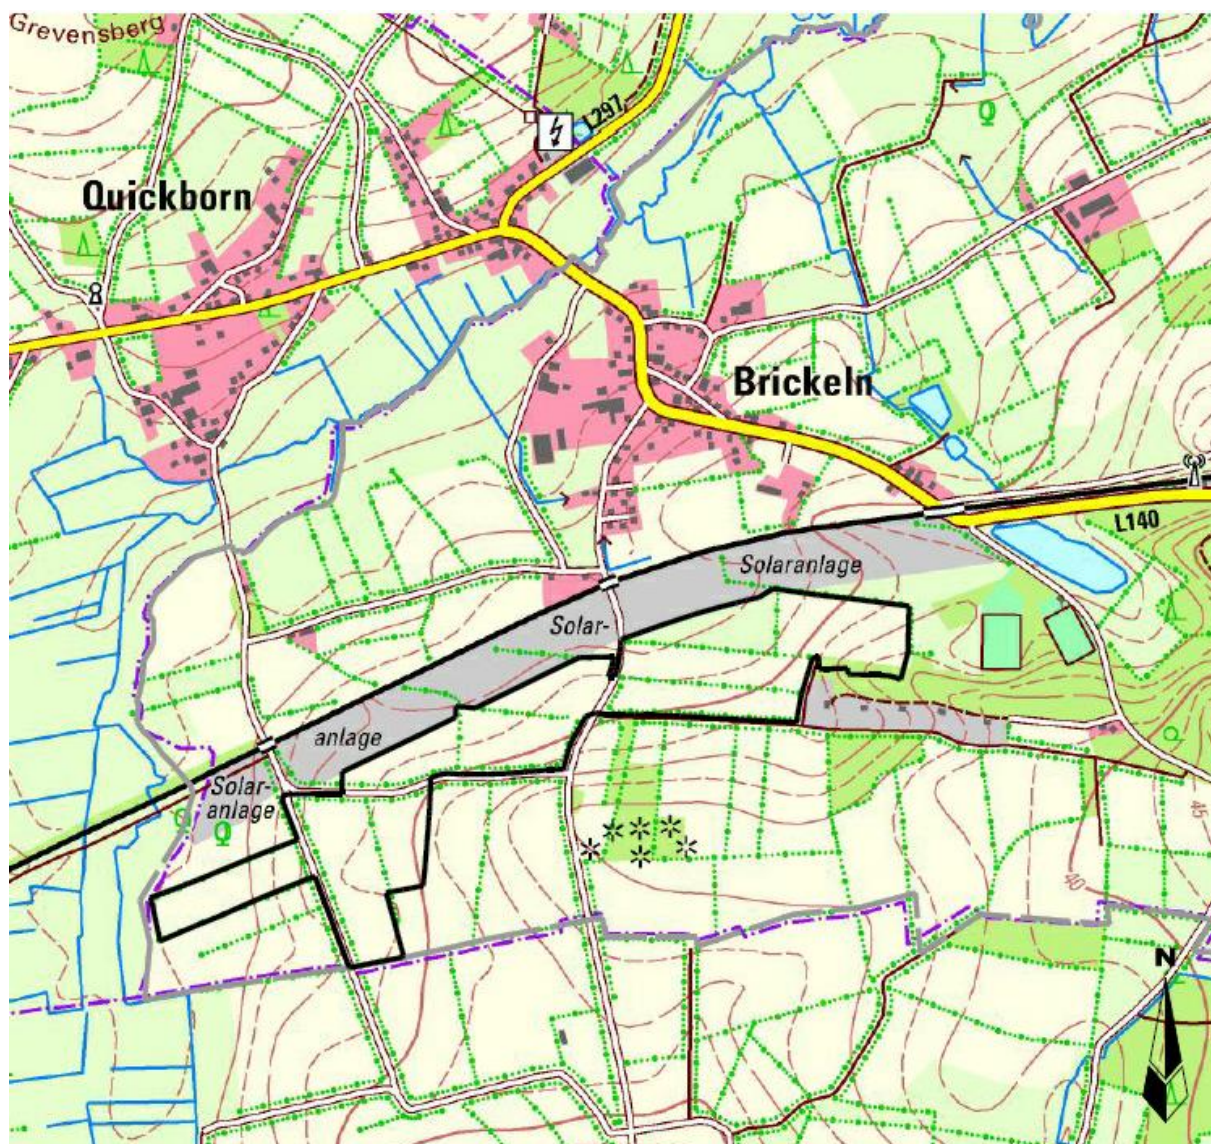 Grevensberg
L297
Quickborn
Brickeln
L140
Solaranlage
Solar-
anlage
Solar-
anlage
45
40
N